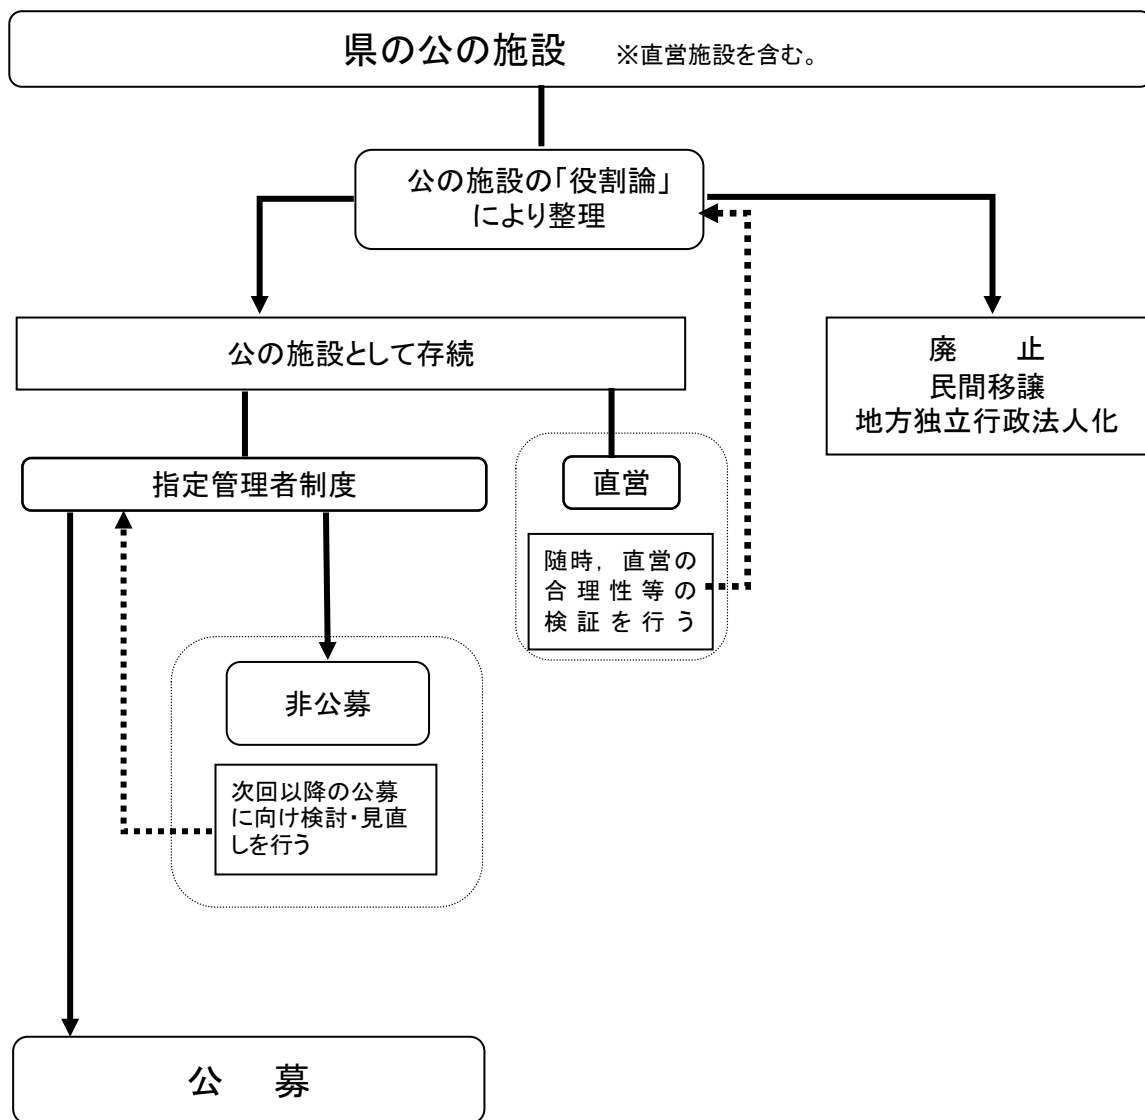 県の公の施設 ※直営施設を含む。
公の施設の「役割論」
により整理
公の施設として存続
廃 止
民間移譲
地方独立行政法人化
指定管理者制度
直営
随時, 直営の
合理性等の
検証を行う
非公募
次回以降の公募
に向け検討・見直
しを行う
公 募